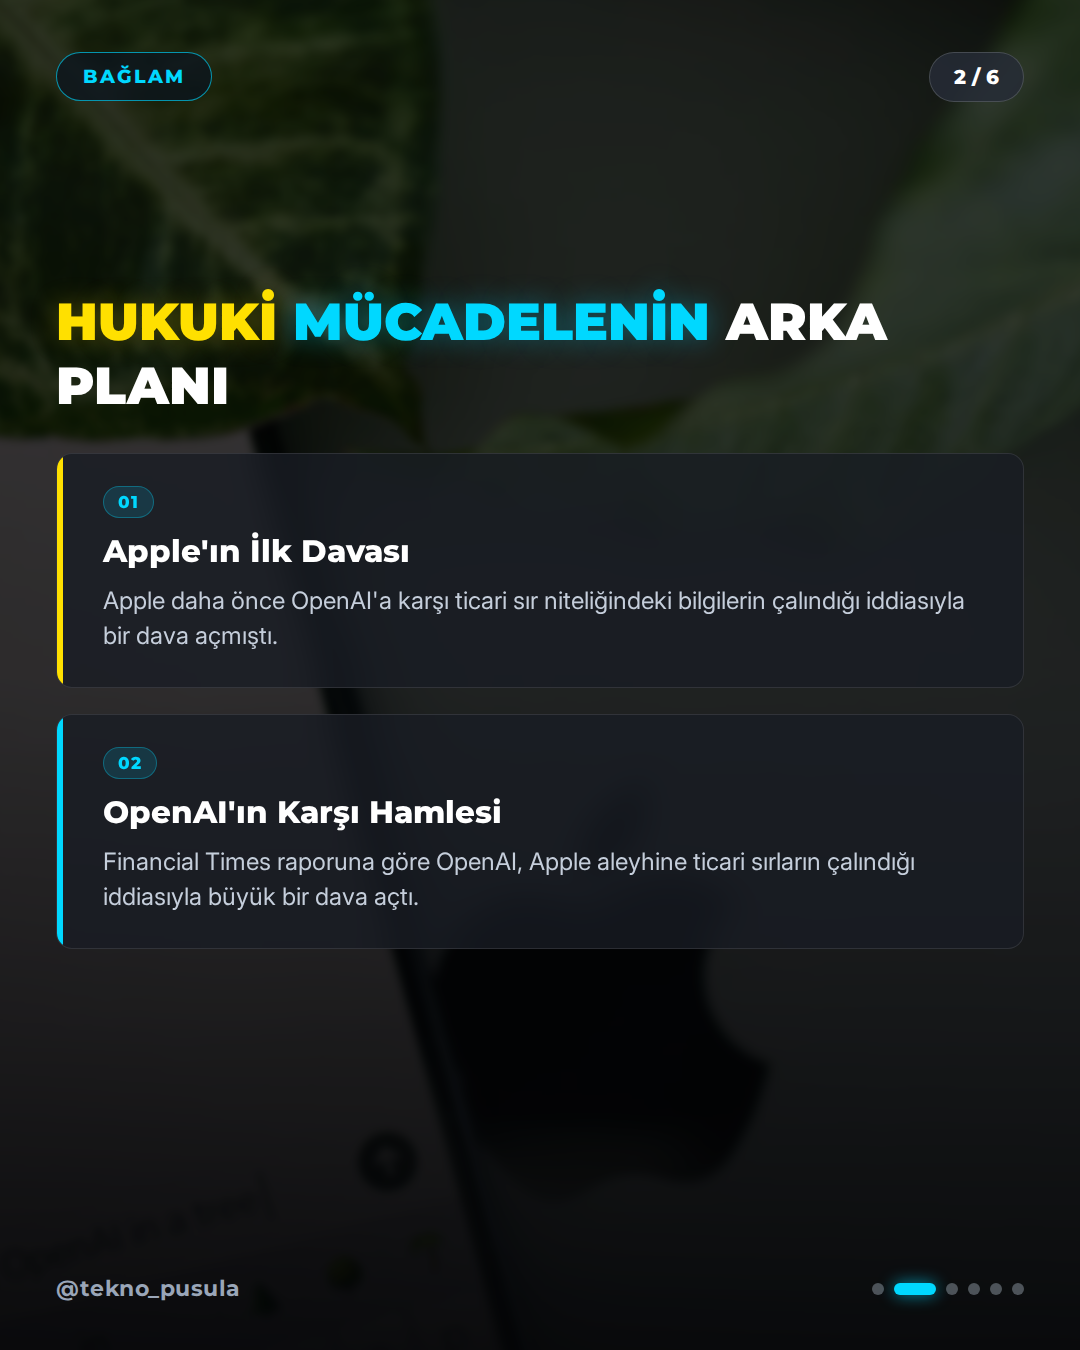 BAĞLAM
2 / 6
HUKUKİ MÜCADELENİN ARKA
PLANI
01
Apple'ın İlk Davası
Apple daha önce OpenAI'a karşı ticari sır niteliğindeki bilgilerin çalındığı iddiasıyla
bir dava açmıştı.
02
OpenAI'ın Karşı Hamlesi
Financial Times raporuna göre OpenAI, Apple aleyhine ticari sırların çalındığı
iddiasıyla büyük bir dava açtı.
@tekno_pusula